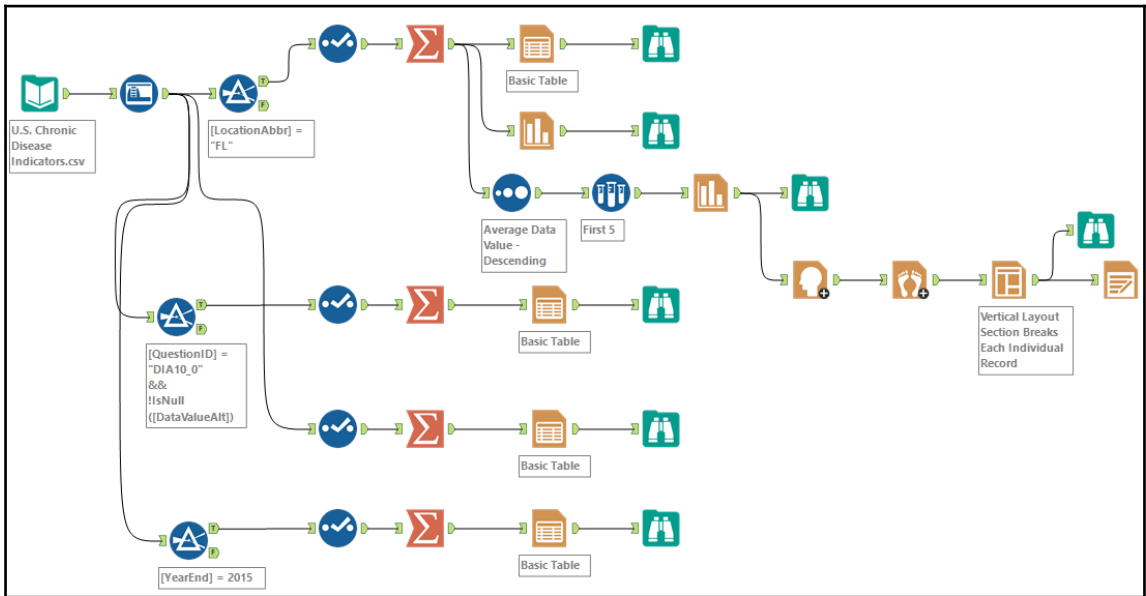 Basic Table
U.S. Chronic
Disease
Indicators.csv
T
F
[LocationAbbr] =
"FL"
Average Data
Value -
Descending
First 5
Vertical Layout
Section Breaks
Each Individual
Record
T
F
[QuestionID] =
"DIA10_0"
&&
!IsNull
([DataValueAlt])
Basic Table
Basic Table
T
F
[YearEnd] = 2015
Basic Table